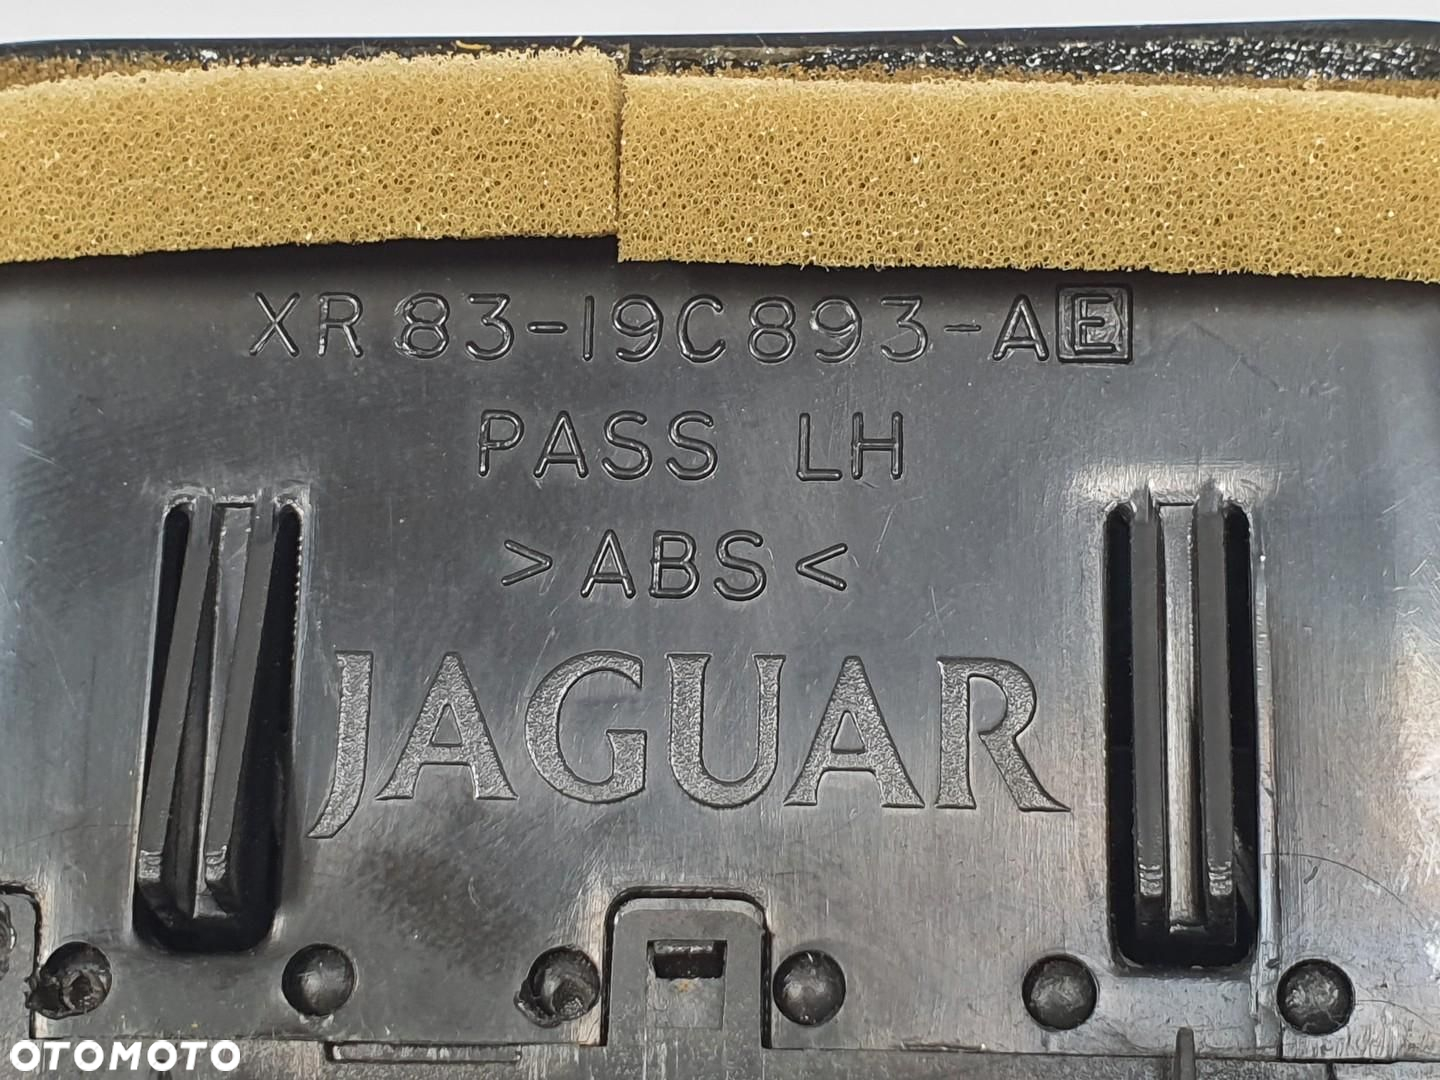 XR83-19C893-AE
PASS LH
>ABS<
JAGUAR
OTOMOTO